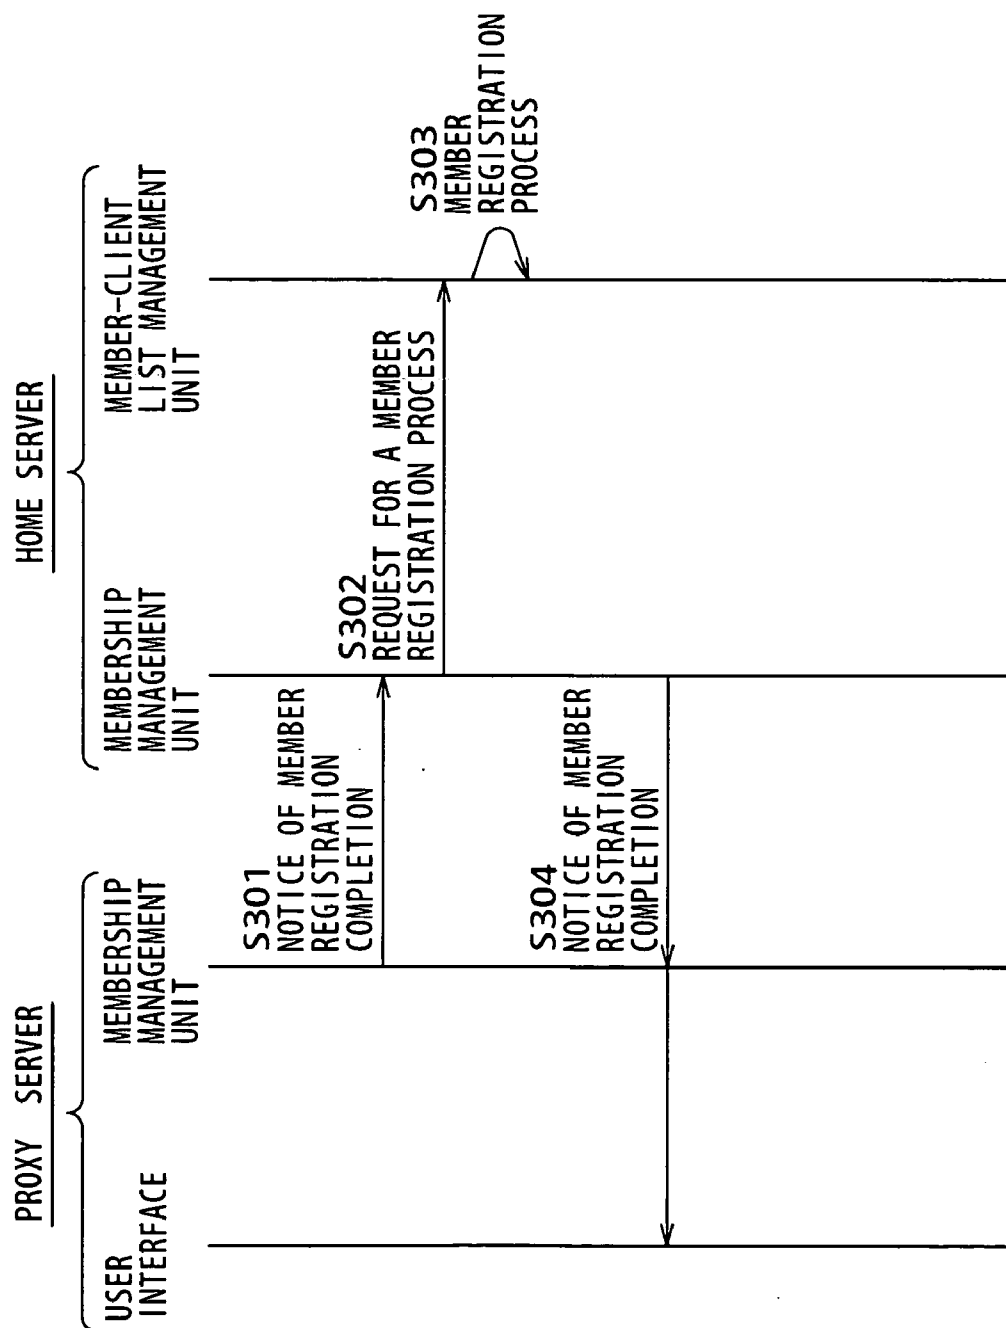 PROXY SERVER
HOME SERVER
USER
INTERFACE
MEMBERSHIP
MANAGEMENT
UNIT
MEMBERSHIP
MANAGEMENT
UNIT
MEMBER-CLIENT
LIST MANAGEMENT
UNIT
S301
NOTICE OF MEMBER
REGISTRATION
COMPLETION
S302
REQUEST FOR A MEMBER
REGISTRATION PROCESS
S303
MEMBER
REGISTRATION
PROCESS
S304
NOTICE OF MEMBER
REGISTRATION
COMPLETION